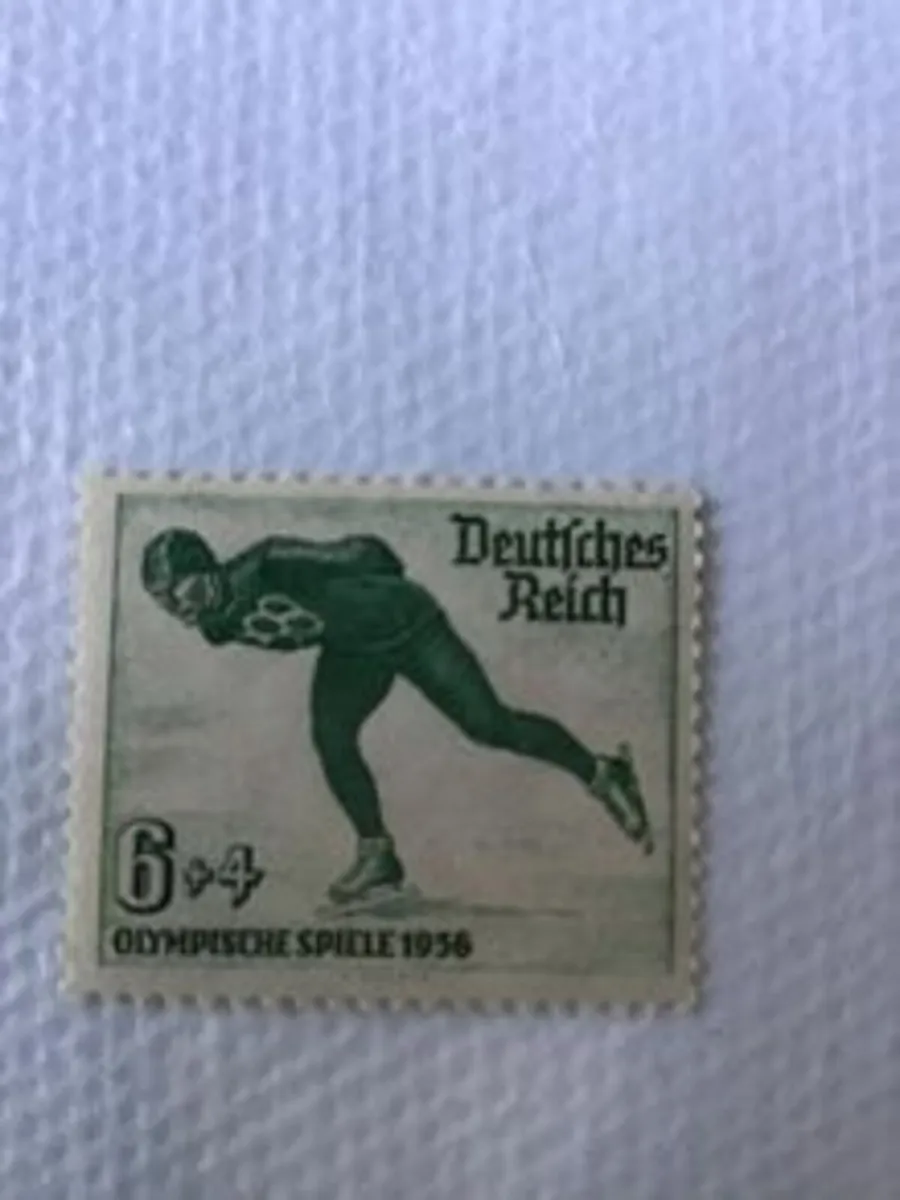 Deutſches
Reich
6+4
OLYMPISCHE SPIELE 1936